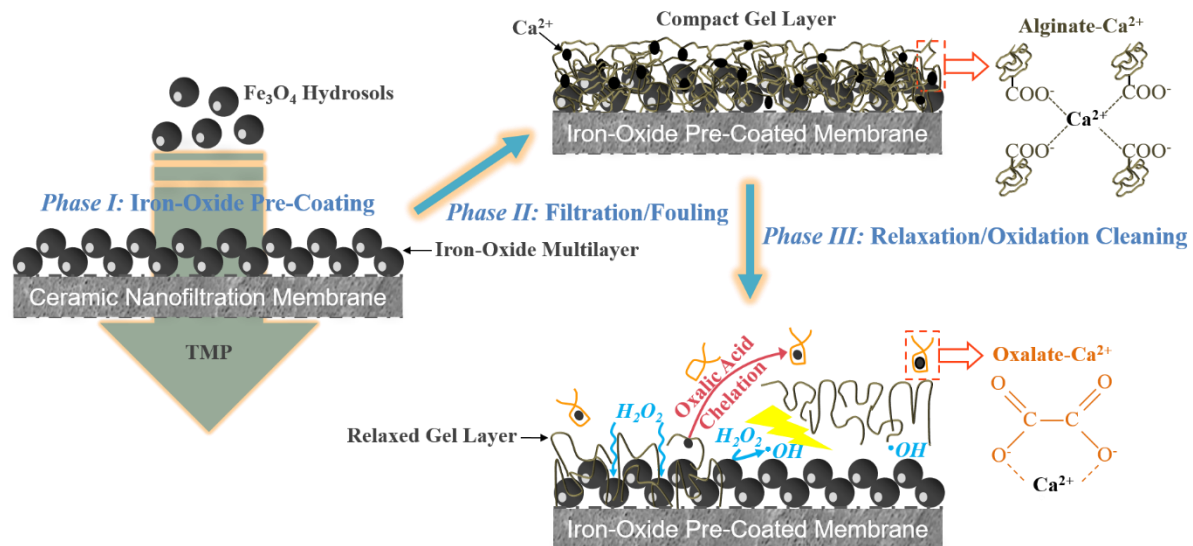 Fe₃O₄ Hydrosols
Phase I: Iron-Oxide Pre-Coating
Iron-Oxide Multilayer
Ceramic Nanofiltration Membrane
TMP
Phase II: Filtration/Fouling
Ca²⁺
Compact Gel Layer
Iron-Oxide Pre-Coated Membrane
Alginate-Ca²⁺
COO⁻
COO⁻
Ca²⁺
COO⁻
COO⁻
Phase III: Relaxation/Oxidation Cleaning
Relaxed Gel Layer
H₂O₂
Oxalic Acid
Chelation
H₂O₂
•OH
•OH
Iron-Oxide Pre-Coated Membrane
Oxalate-Ca²⁺
O
O
C
C
O⁻
O⁻
Ca²⁺